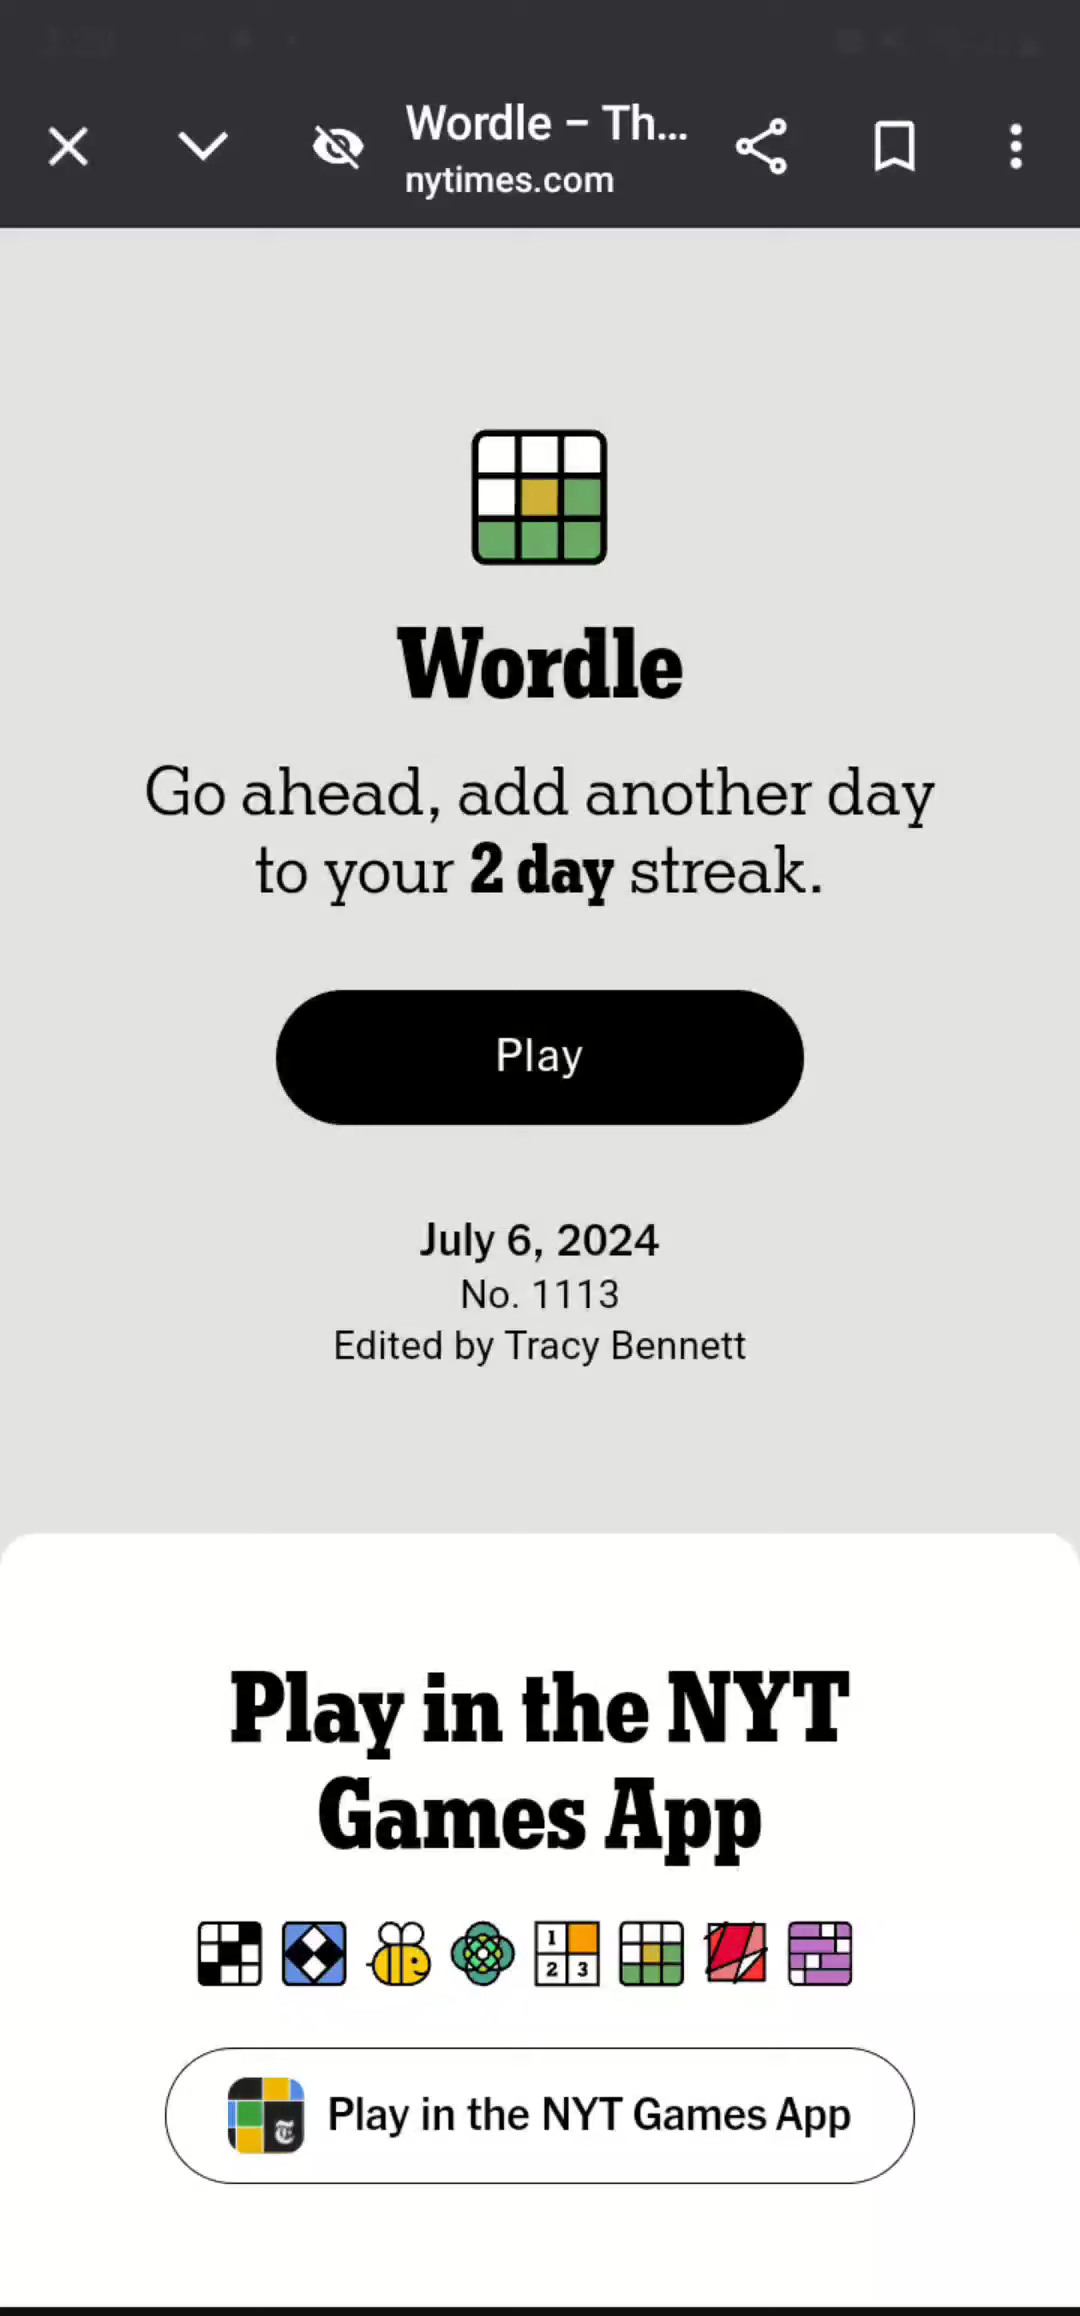 Wordle – Th...
nytimes.com
Wordle
Go ahead, add another day
to your 2 day streak.
Play
July 6, 2024
No. 1113
Edited by Tracy Bennett
Play in the NYT
Games App
1
2 3
Play in the NYT Games App